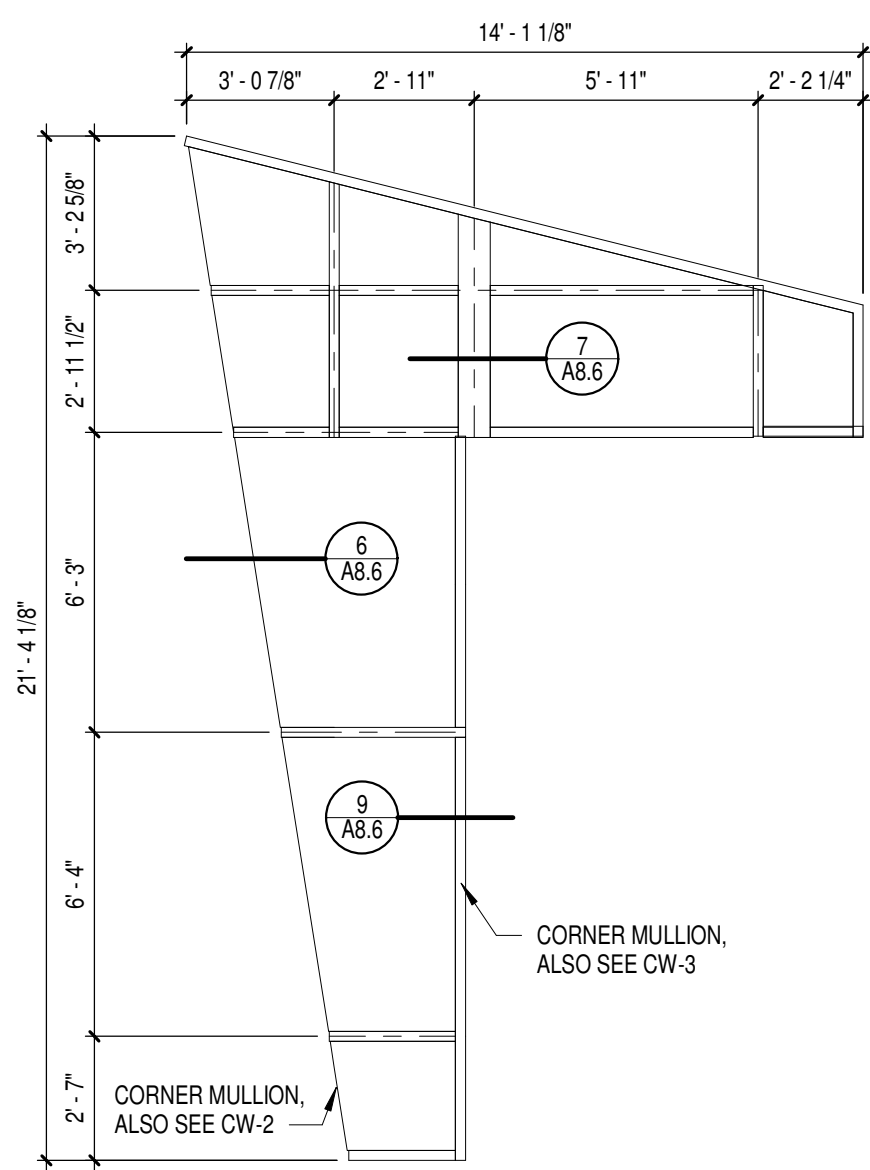 14' - 1 1/8"
3' - 0 7/8"
2' - 11"
5' - 11"
2' - 2 1/4"
3' - 2 5/8"
2' - 11 1/2"
7
A8.6
6
A8.6
6' - 3"
21' - 4 1/8"
9
A8.6
6' - 4"
CORNER MULLION,
ALSO SEE CW-3
2' - 7"
CORNER MULLION,
ALSO SEE CW-2